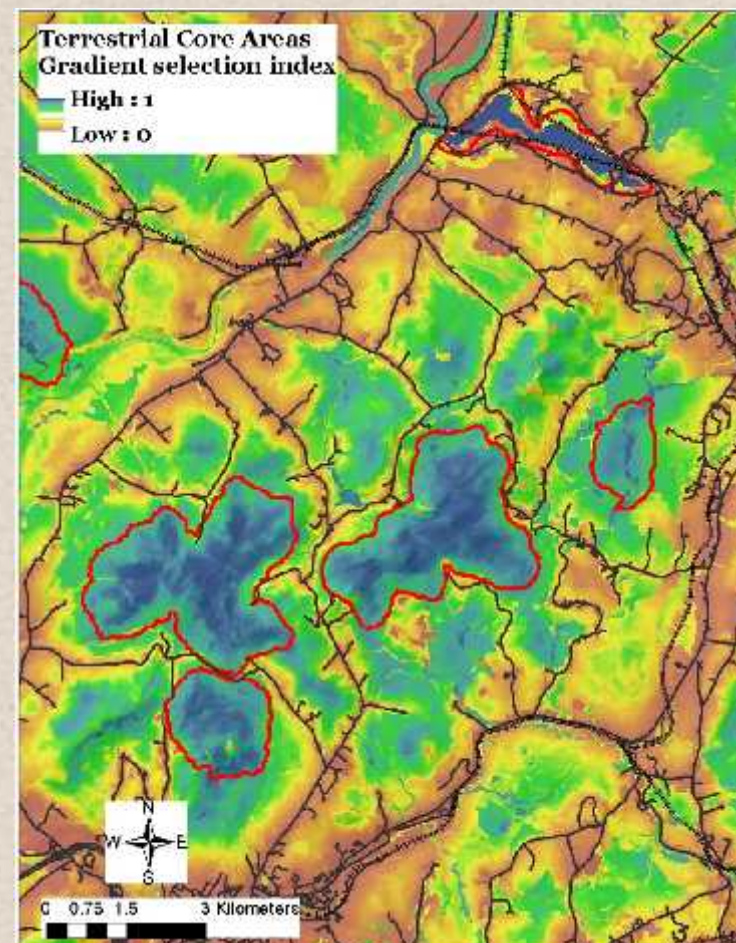 Terrestrial Core Areas
Gradient selection index
High : 1
Low : 0
N
W E
S
0 0.75 1.5 3 Kilometers